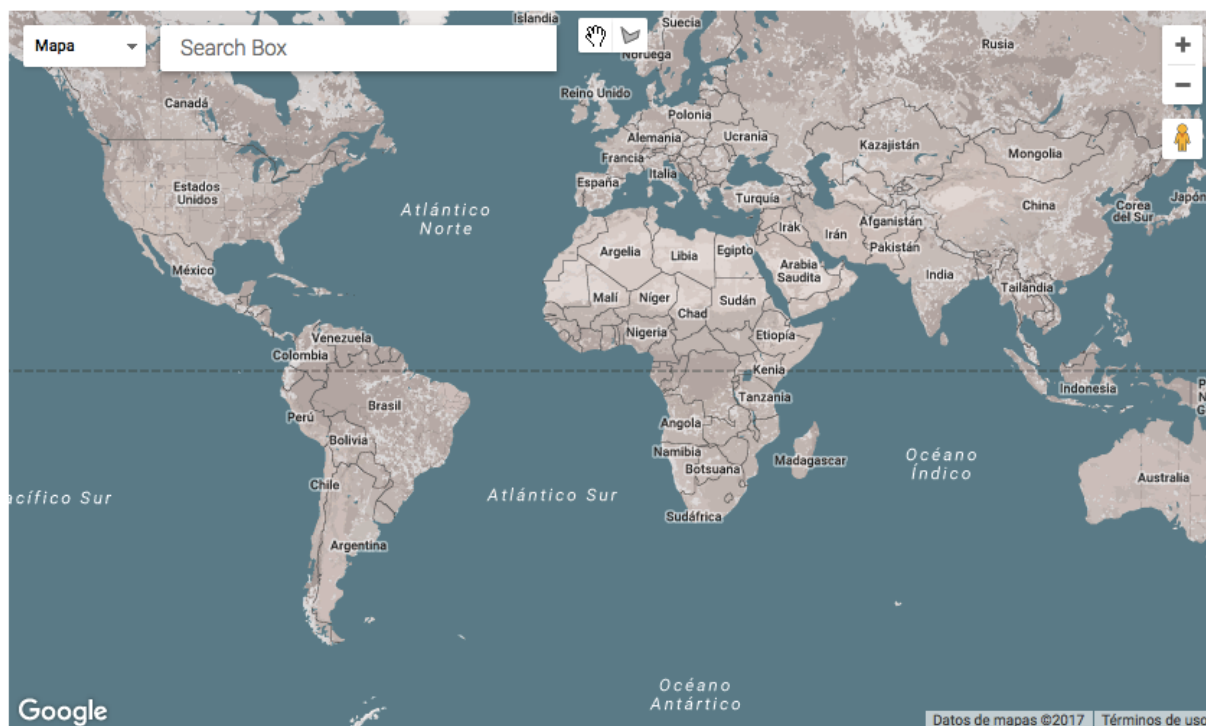 Islandia
Suecia
Mapa
Search Box
Rusia
Noruega
Canadá
Reino Unido
Polonia
Alemania
Ucrania
Kazajistán
Mongolia
Francia
Italia
España
Estados
Unidos
Turquía
China
Corea
del Sur
Japón
Atlántico
Norte
Afganistán
Irak
Irán
Pakistán
Argelia
Libia
Egipto
Arabia
Saudita
India
México
Tailandia
Malí
Níger
Sudán
Chad
Nigeria
Etiopía
Venezuela
Colombia
Kenia
Indonesia
P
N
G
Tanzania
Brasil
Perú
Angola
Bolivia
Namibia
Botsuana
Madagascar
Océano
Índico
Australia
Chile
acífico Sur
Atlántico Sur
Sudáfrica
Argentina
Océano
Antártico
Google
Datos de mapas ©2017
Términos de uso